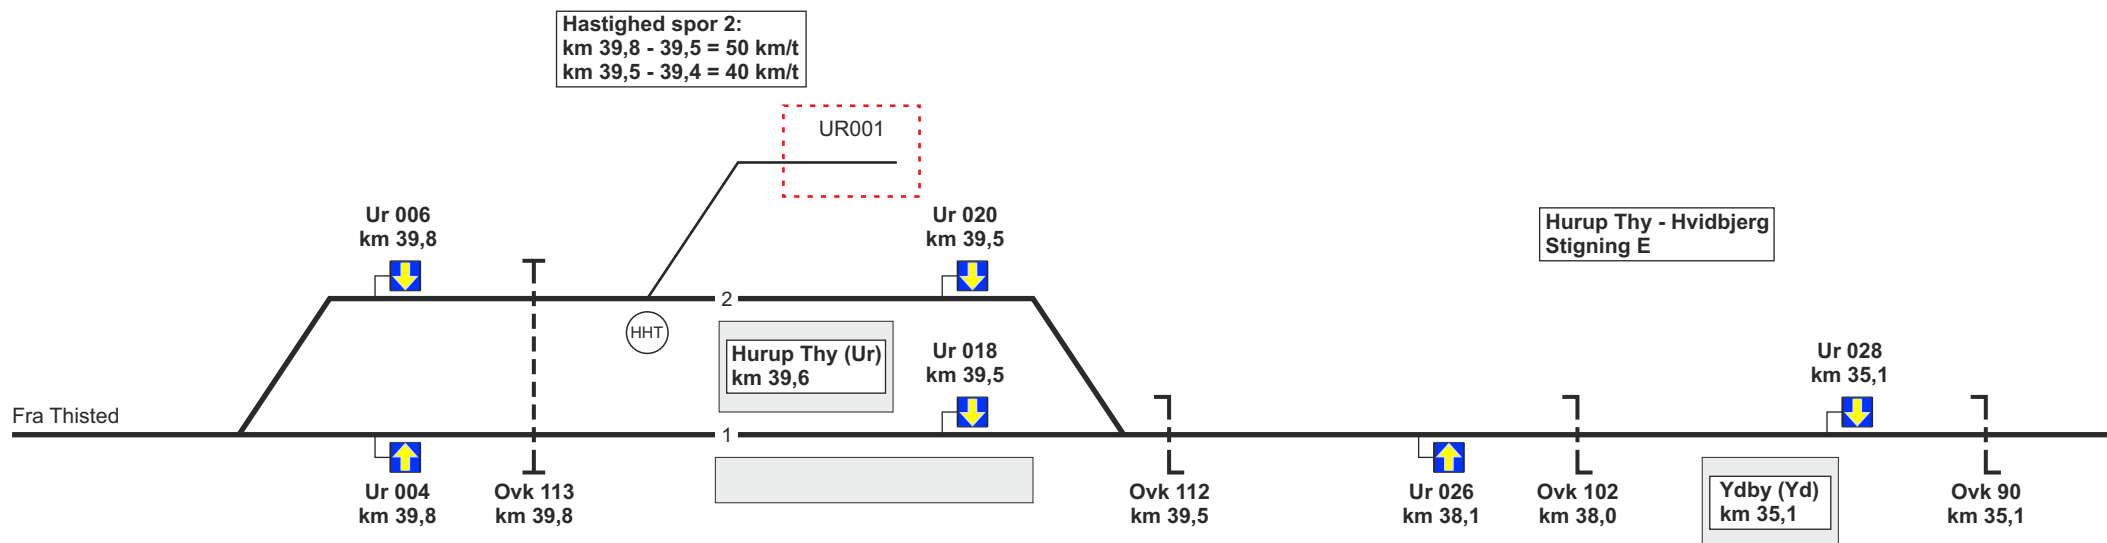 Hastighed spor 2:
km 39,8 - 39,5 = 50 km/t
km 39,5 - 39,4 = 40 km/t
UR001
Ur 006
km 39,8
Ur 020
km 39,5
Hurup Thy - Hvidbjerg
Stigning E
2
HHT
Hurup Thy (Ur)
km 39,6
Ur 018
km 39,5
Ur 028
km 35,1
Fra Thisted
1
Ur 004
km 39,8
Ovk 113
km 39,8
Ovk 112
km 39,5
Ur 026
km 38,1
Ovk 102
km 38,0
Ydby (Yd)
km 35,1
Ovk 90
km 35,1